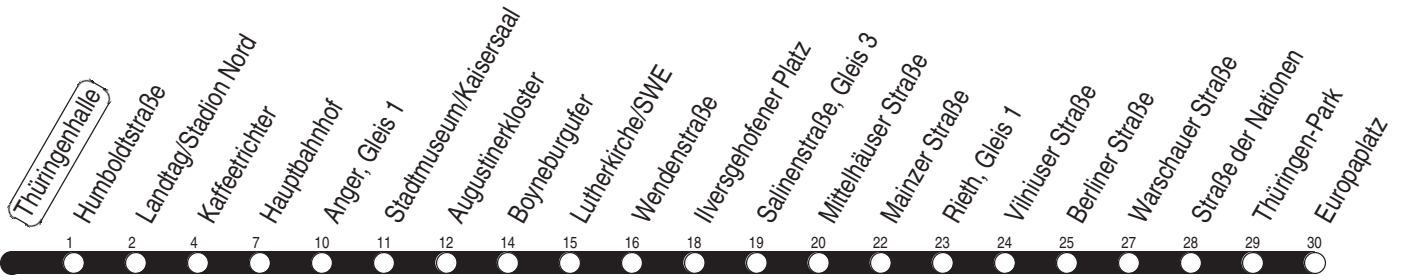 Thüringenhalle
Humboldtstraße
Landtag/Stadion Nord
Kaffeetrichter
Hauptbahnhof
Anger, Gleis 1
Stadtmuseum/Kaisersaal
Augustinerkloster
Boyneburgufer
Lutherkirche/SWE
Wendenstraße
Ilversgehofener Platz
Salinenstraße, Gleis 3
Mittelhäuser Straße
Mainzer Straße
Rieth, Gleis 1
Vilniuser Straße
Berliner Straße
Warschauer Straße
Straße der Nationen
Thüringen-Park
Europaplatz
1 2 4 7 10 11 12 14 15 16 18 19 20 22 23 24 25 27 28 29 30